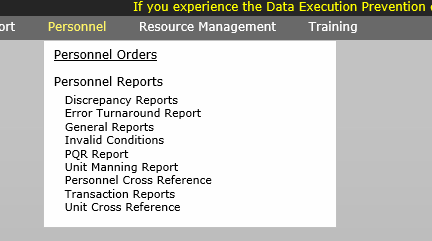 If you experience the Data Execution Prevention
ort Personnel Resource Management Training
Personnel Orders
Personnel Reports
Discrepancy Reports
Error Turnaround Report
General Reports
Invalid Conditions
PQR Report
Unit Manning Report
Personnel Cross Reference
Transaction Reports
Unit Cross Reference